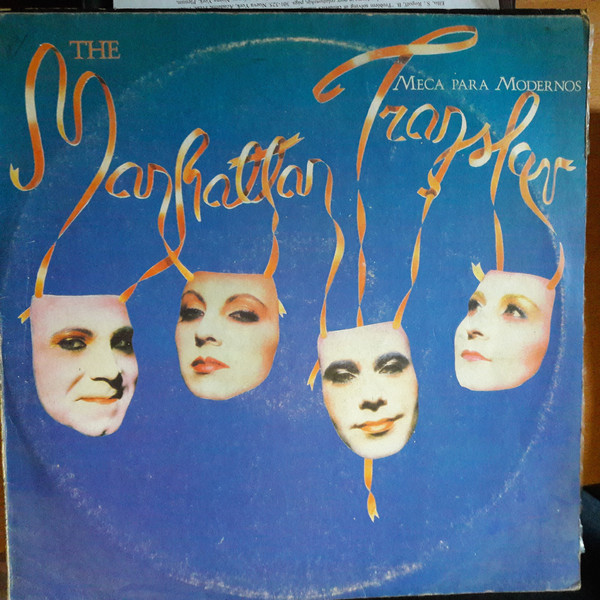 THE
Manhattan Transfer
MECA PARA MODERNOS